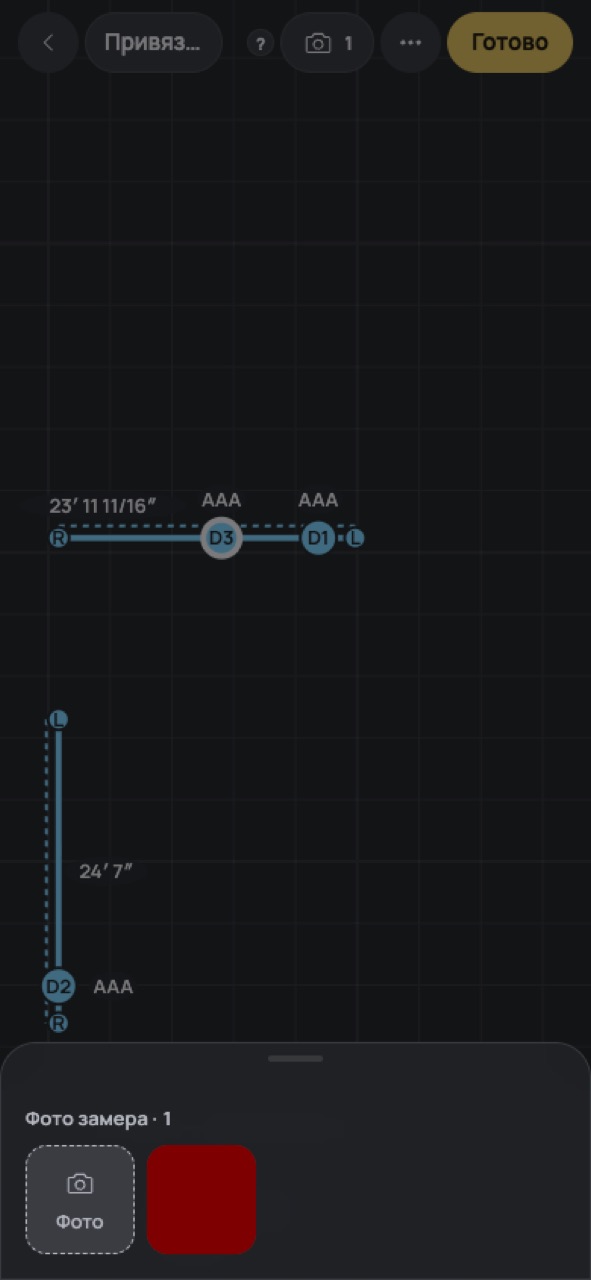 Привяз... ? 1 ... Готово
23′ 11 11/16″ AAA AAA
R D3 D1 L
L
24′ 7″
D2 AAA
R
Фото замера · 1
Фото